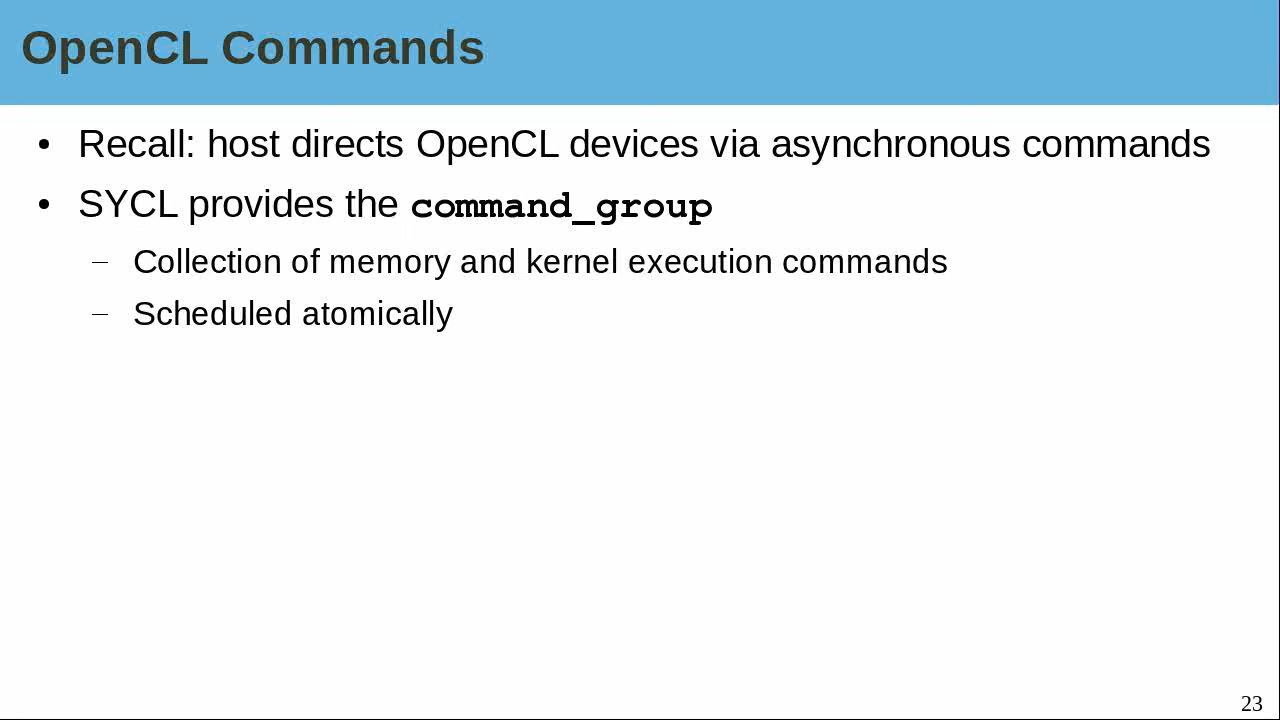 OpenCL Commands
• Recall: host directs OpenCL devices via asynchronous commands
• SYCL provides the command_group
– Collection of memory and kernel execution commands
– Scheduled atomically
23